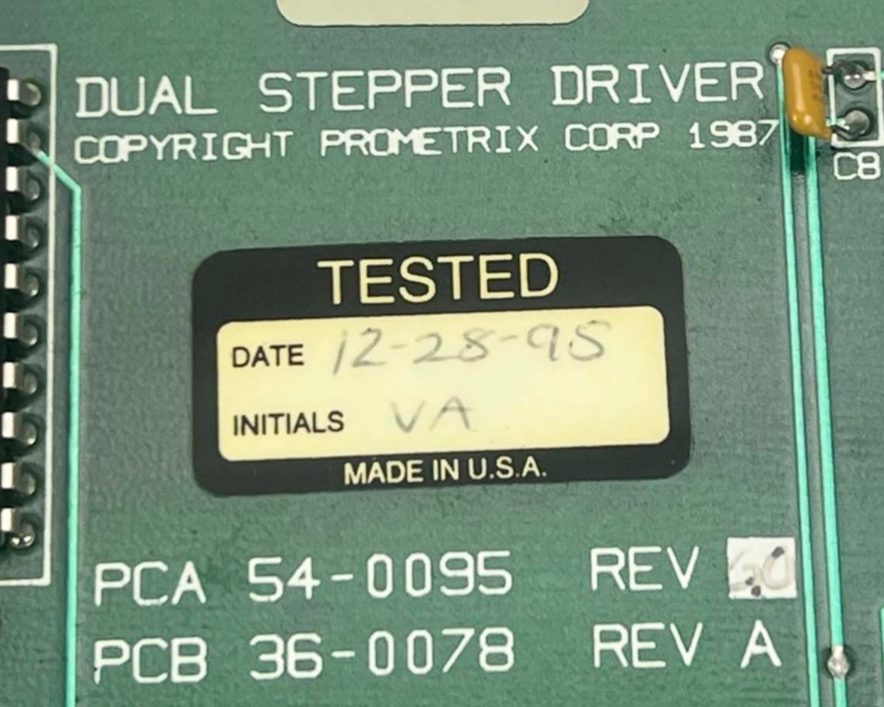 DUAL STEPPER DRIVER
COPYRIGHT PROMETRIX CORP 1987
C8
TESTED
DATE 12-28-95
INITIALS VA
MADE IN U.S.A.
PCA 54-0095 REV
PCB 36-0078 REV A